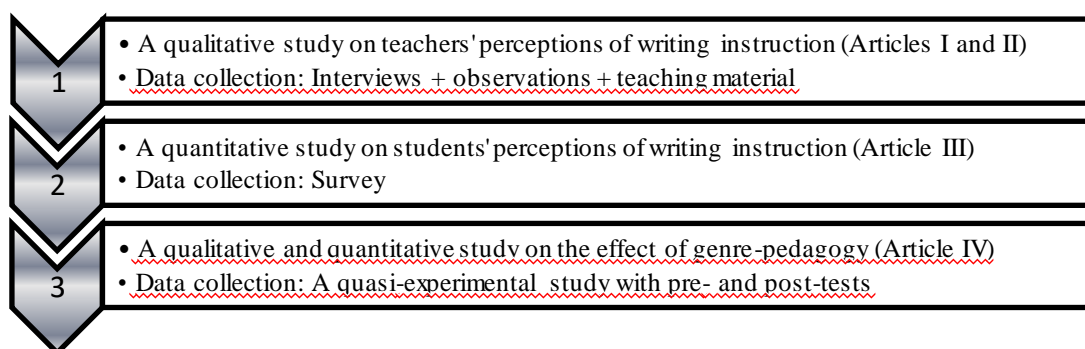 1
• A qualitative study on teachers' perceptions of writing instruction (Articles I and II)
• Data collection: Interviews + observations + teaching material
2
• A quantitative study on students' perceptions of writing instruction (Article III)
• Data collection: Survey
3
• A qualitative and quantitative study on the effect of genre-pedagogy (Article IV)
• Data collection: A quasi-experimental study with pre- and post-tests